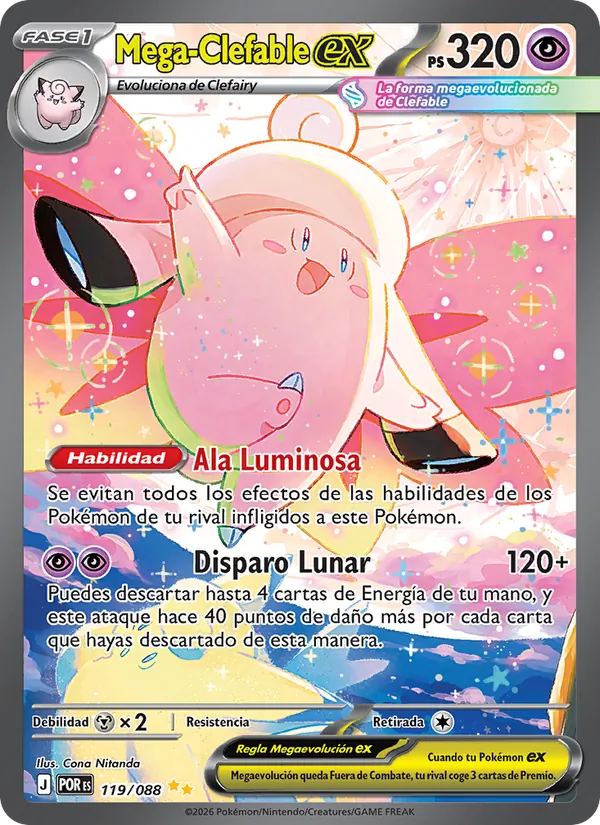 FASE 1
Mega-Clefable ex
PS 320
Evoluciona de Clefairy
La forma megaevolucionada
de Clefable
Habilidad
Ala Luminosa
Se evitan todos los efectos de las habilidades de los
Pokémon de tu rival infligidos a este Pokémon.
Disparo Lunar 120+
Puedes descartar hasta 4 cartas de Energía de tu mano, y
este ataque hace 40 puntos de daño más por cada carta
que hayas descartado de esta manera.
Debilidad ×2 Resistencia Retirada
Ilus. Cona Nitanda
Regla Megaevolución ex
Cuando tu Pokémon ex
Megaevolución queda Fuera de Combate, tu rival coge 3 cartas de Premio.
J POR ES 119/088
©2026 Pokémon/Nintendo/Creatures/GAME FREAK